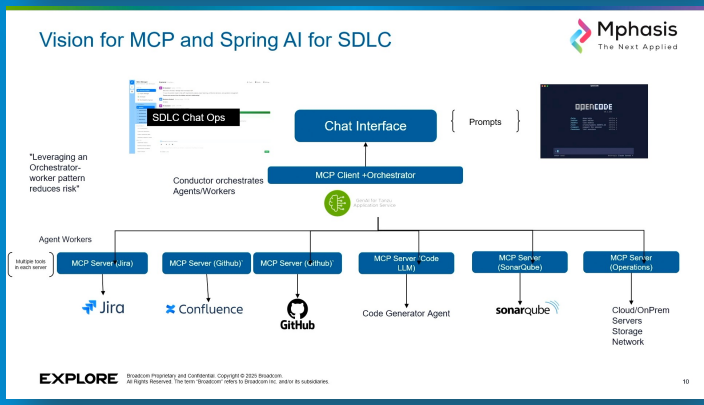 Vision for MCP and Spring AI for SDLC
Mphasis
The Next Applied
SDLC Chat Ops
Chat Interface
Prompts
opencode
"Leveraging an
Orchestrator-
worker pattern
reduces risk"
Conductor orchestrates
Agents/Workers
MCP Client +Orchestrator
Application Service
Agent Workers
Multiple tools
in each server
MCP Server (Jira)
MCP Server (Github)`
MCP Server (Github)`
MCP Server (Code
LLM)
MCP Server
(SonarQube)
MCP Server
(Operations)
Jira
Confluence
GitHub
Code Generator Agent
sonarqube
Cloud/OnPrem
Servers
Storage
Network
EXPLORE
Broadcom Proprietary and Confidential. Copyright © 2025 Broadcom.
All Rights Reserved. The term "Broadcom" refers to Broadcom Inc. and/or its subsidiaries.
10